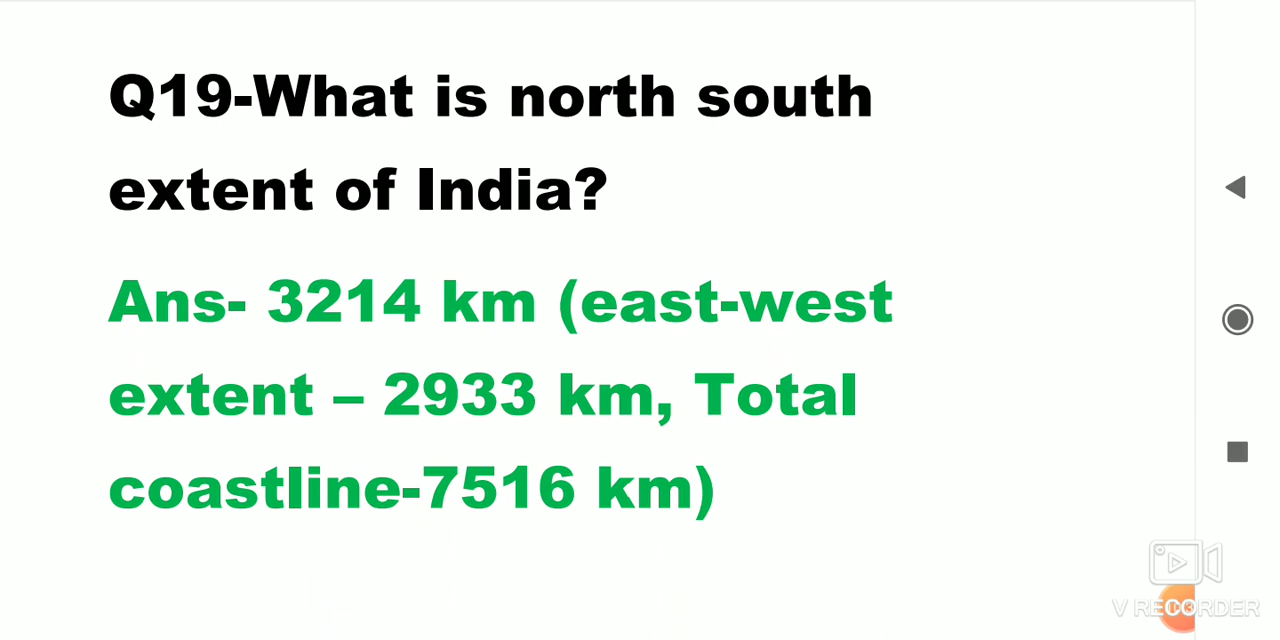 Q19-What is north south
extent of India?
Ans- 3214 km (east-west
extent – 2933 km, Total
coastline-7516 km)
V RECORDER